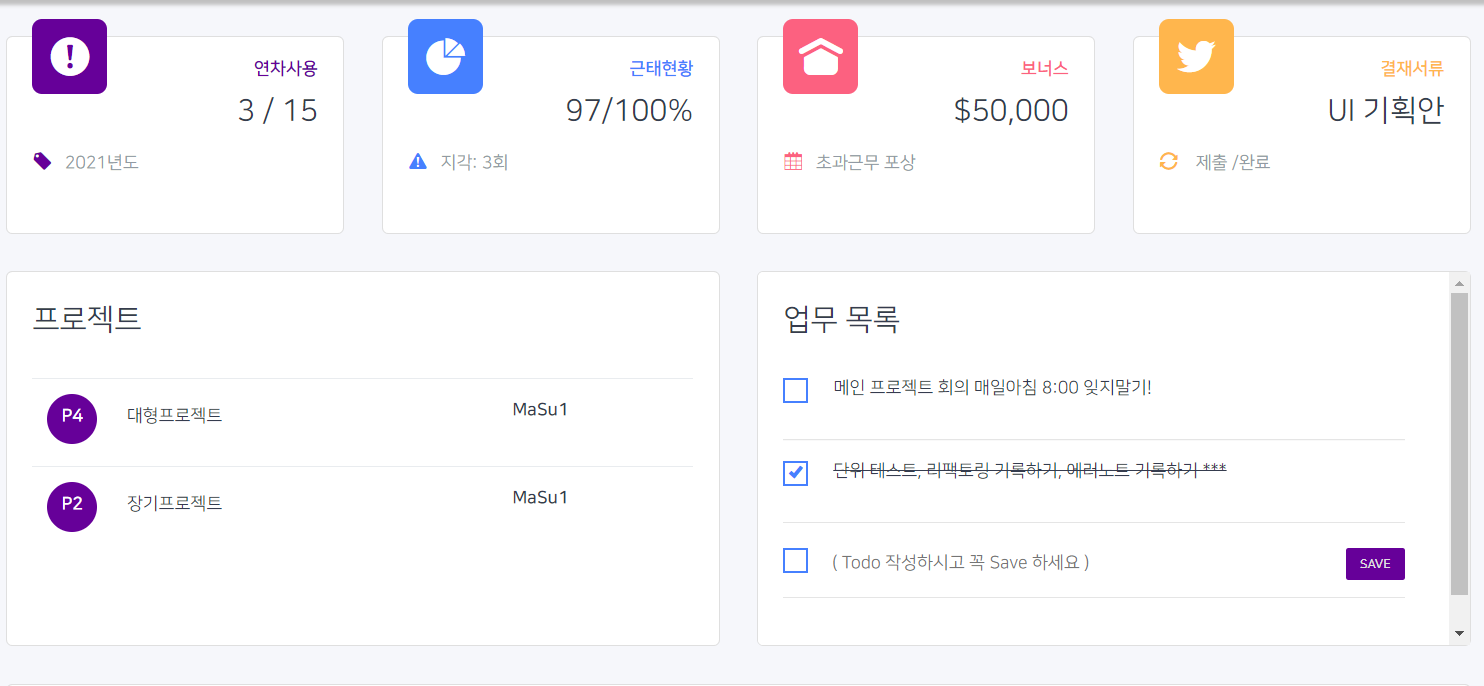 연차사용
3 / 15
2021년도
근태현황
97/100%
지각: 3회
보너스
$50,000
초과근무 포상
결재서류
UI 기획안
제출 /완료
프로젝트
P4 대형프로젝트 MaSu1
P2 장기프로젝트 MaSu1
업무 목록
메인 프로젝트 회의 매일아침 8:00 잊지말기!
단위 테스트, 리팩토링 기록하기, 에러노트 기록하기 ***
( Todo 작성하시고 꼭 Save 하세요 ) SAVE